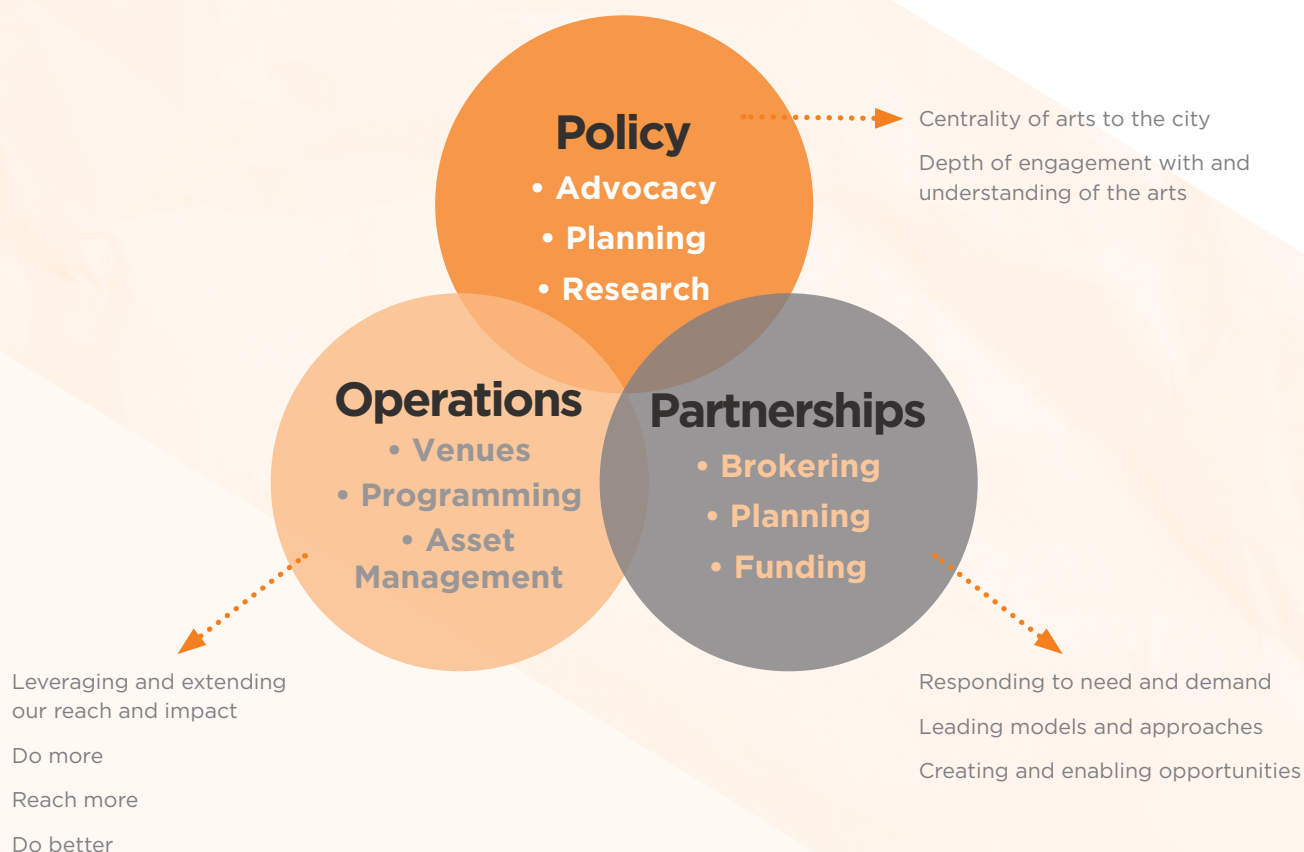 Policy
• Advocacy
• Planning
• Research
Centrality of arts to the city
Depth of engagement with and
understanding of the arts
Operations
• Venues
• Programming
• Asset
Management
Partnerships
• Brokering
• Planning
• Funding
Leveraging and extending
our reach and impact
Do more
Reach more
Do better
Responding to need and demand
Leading models and approaches
Creating and enabling opportunities